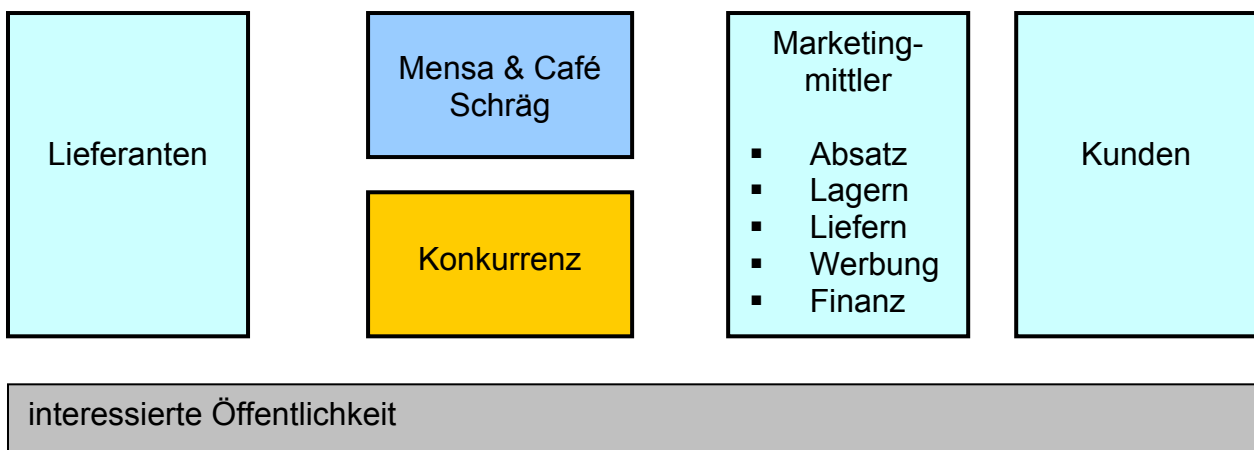 Lieferanten
Mensa & Café
Schräg
Konkurrenz
Marketing-
mittler
▪ Absatz
▪ Lagern
▪ Liefern
▪ Werbung
▪ Finanz
Kunden
interessierte Öffentlichkeit